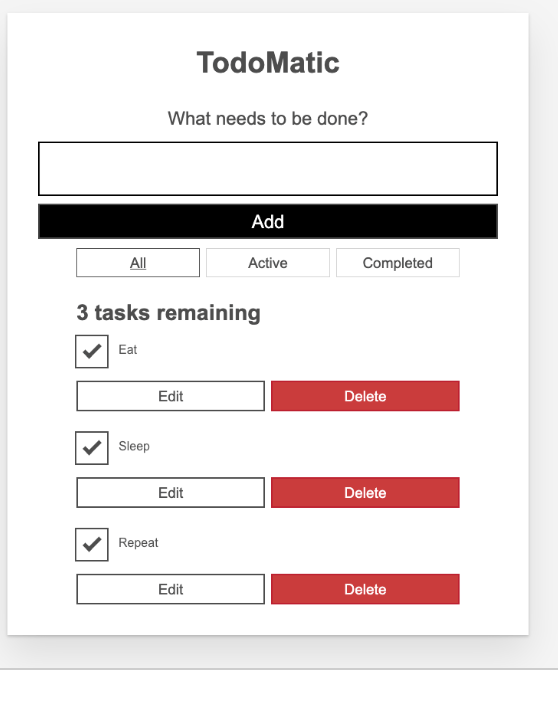 TodoMatic
What needs to be done?
Add
All Active Completed
3 tasks remaining
Eat
Edit Delete
Sleep
Edit Delete
Repeat
Edit Delete